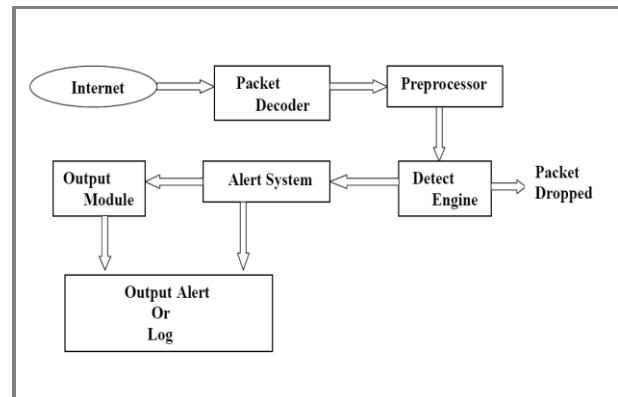 Internet
Packet
Decoder
Preprocessor
Output
Module
Alert System
Detect
Engine
Packet
Dropped
Output Alert
Or
Log